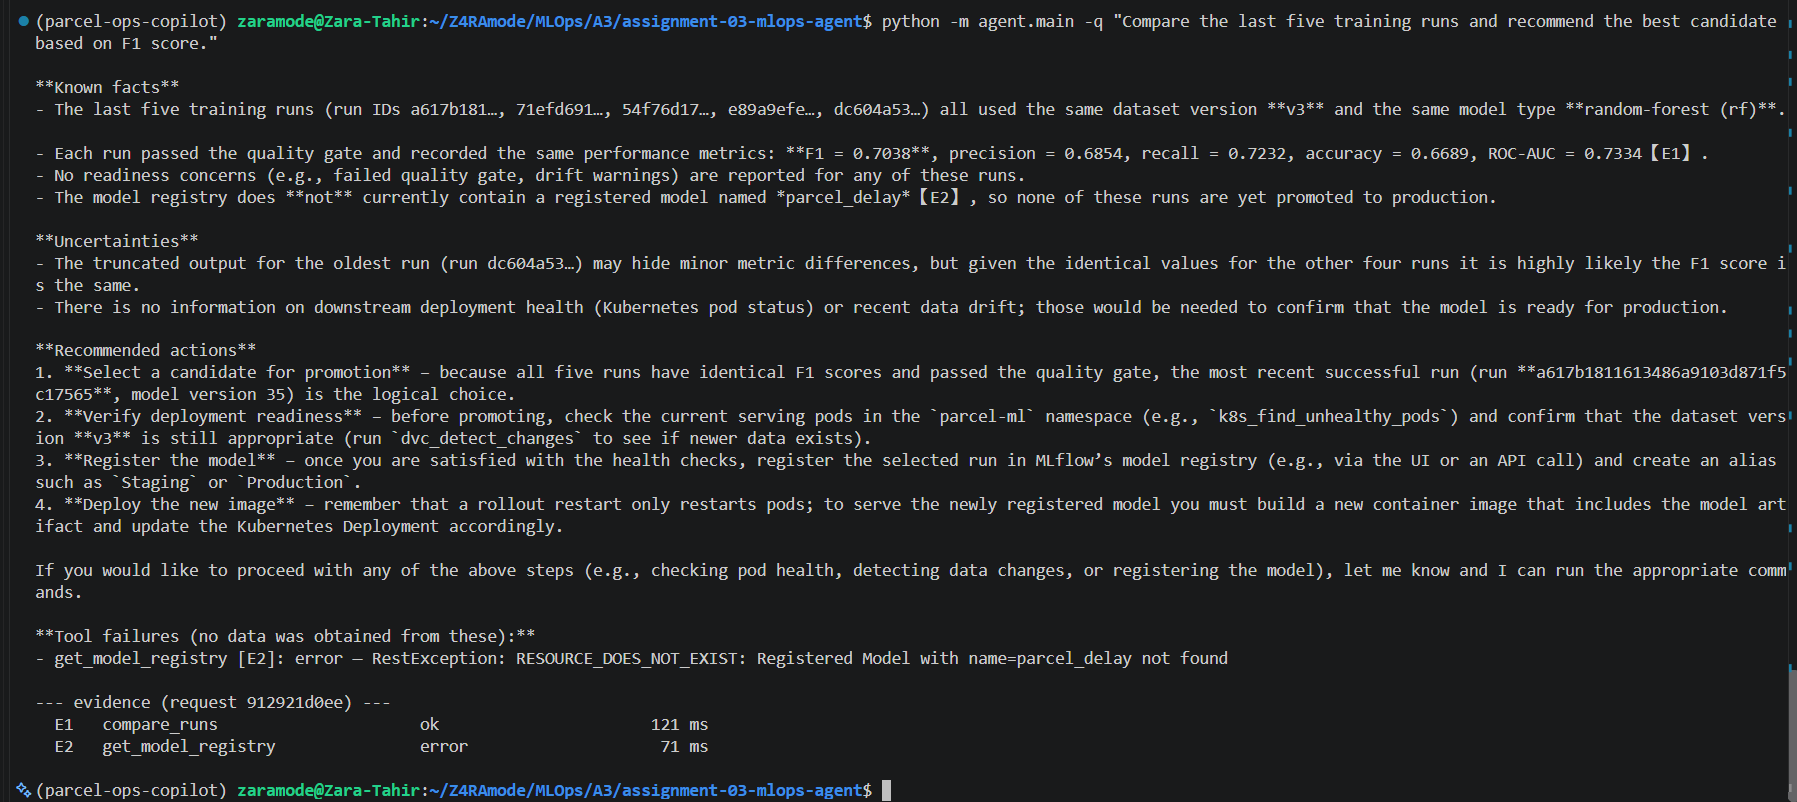 (parcel-ops-copilot) zaramode@Zara-Tahir:~/Z4RAmode/MLOps/A3/assignment-03-mlops-agent$ python -m agent.main -q "Compare the last five training runs and recommend the best candidate
based on F1 score."
**Known facts**
- The last five training runs (run IDs a617b181…, 71efd691…, 54f76d17…, e89a9efe…, dc604a53…) all used the same dataset version **v3** and the same model type **random-forest (rf)**.
- Each run passed the quality gate and recorded the same performance metrics: **F1 = 0.7038**, precision = 0.6854, recall = 0.7232, accuracy = 0.6689, ROC-AUC = 0.7334【E1】.
- No readiness concerns (e.g., failed quality gate, drift warnings) are reported for any of these runs.
- The model registry does **not** currently contain a registered model named *parcel_delay*【E2】, so none of these runs are yet promoted to production.
**Uncertainties**
- The truncated output for the oldest run (run dc604a53…) may hide minor metric differences, but given the identical values for the other four runs it is highly likely the F1 score i
s the same.
- There is no information on downstream deployment health (Kubernetes pod status) or recent data drift; those would be needed to confirm that the model is ready for production.
**Recommended actions**
1. **Select a candidate for promotion** – because all five runs have identical F1 scores and passed the quality gate, the most recent successful run (run **a617b1811613486a9103d871f5
c17565**, model version 35) is the logical choice.
2. **Verify deployment readiness** – before promoting, check the current serving pods in the `parcel-ml` namespace (e.g., `k8s_find_unhealthy_pods`) and confirm that the dataset vers
ion **v3** is still appropriate (run `dvc_detect_changes` to see if newer data exists).
3. **Register the model** – once you are satisfied with the health checks, register the selected run in MLflow’s model registry (e.g., via the UI or an API call) and create an alias
such as `Staging` or `Production`.
4. **Deploy the new image** – remember that a rollout restart only restarts pods; to serve the newly registered model you must build a new container image that includes the model art
ifact and update the Kubernetes Deployment accordingly.
If you would like to proceed with any of the above steps (e.g., checking pod health, detecting data changes, or registering the model), let me know and I can run the appropriate comm
ands.
**Tool failures (no data was obtained from these):**
- get_model_registry [E2]: error — RestException: RESOURCE_DOES_NOT_EXIST: Registered Model with name=parcel_delay not found
--- evidence (request 912921d0ee) ---
E1 compare_runs ok 121 ms
E2 get_model_registry error 71 ms
(parcel-ops-copilot) zaramode@Zara-Tahir:~/Z4RAmode/MLOps/A3/assignment-03-mlops-agent$